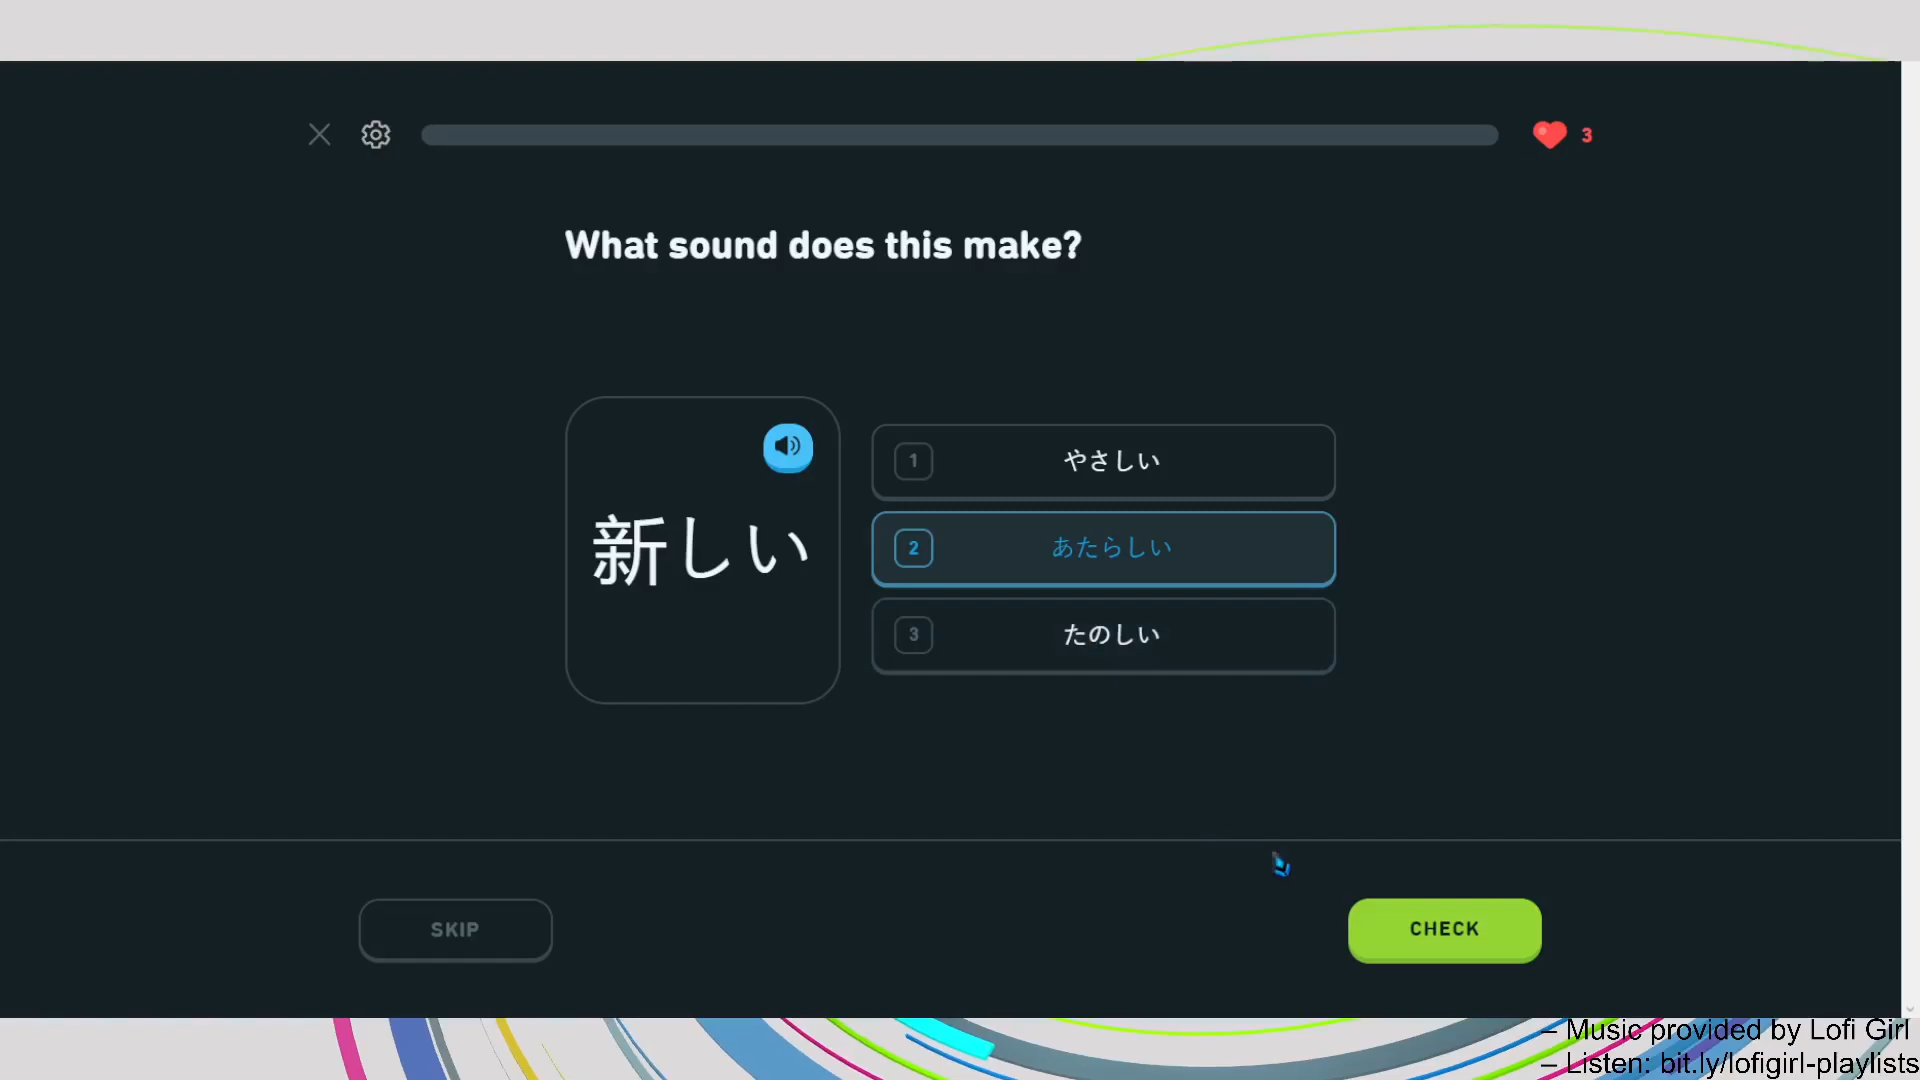 3
What sound does this make?
新しい
1 やさしい
2 あたらしい
3 たのしい
SKIP
CHECK
– Music provided by Lofi Girl
– Listen: bit.ly/lofigirl-playlists